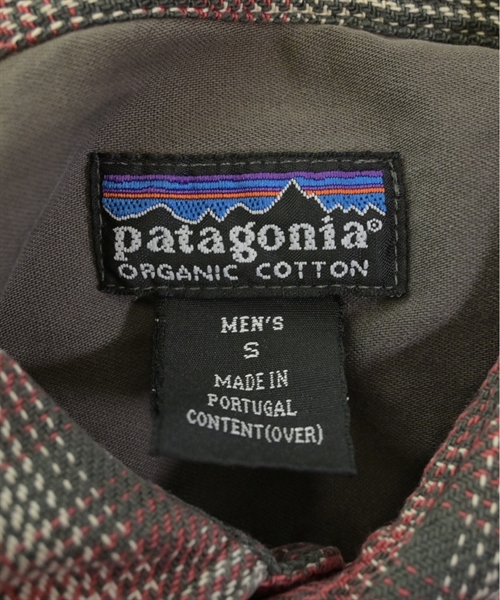 patagonia®
ORGANIC COTTON
MEN'S
S
MADE IN
PORTUGAL
CONTENT(OVER)